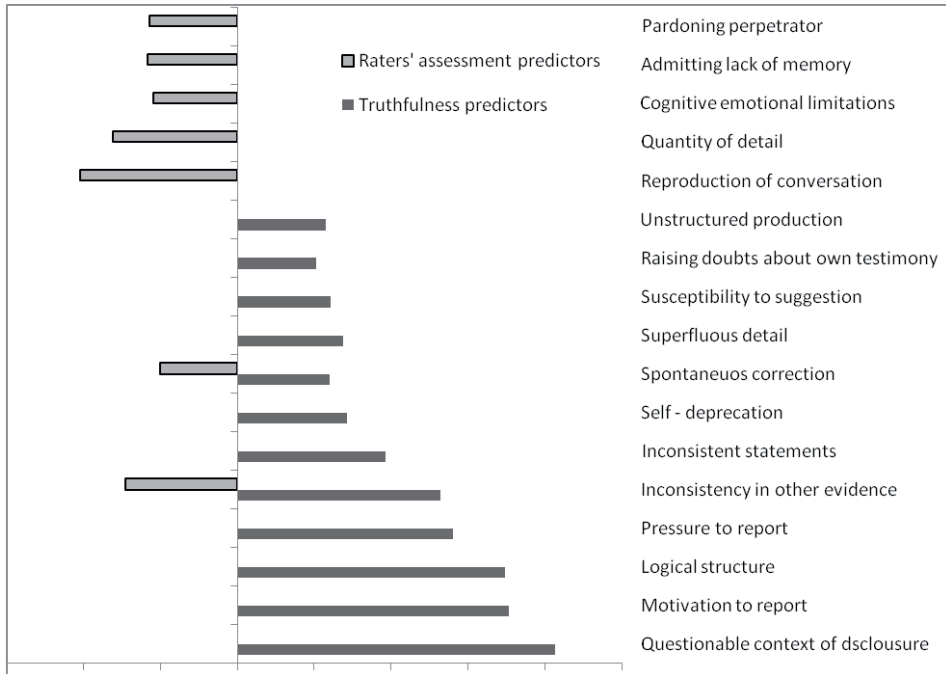 Pardoning perpetrator
Raters' assessment predictors
Admitting lack of memory
Truthfulness predictors
Cognitive emotional limitations
Quantity of detail
Reproduction of conversation
Unstructured production
Raising doubts about own testimony
Susceptibility to suggestion
Superfluous detail
Spontaneuos correction
Self - deprecation
Inconsistent statements
Inconsistency in other evidence
Pressure to report
Logical structure
Motivation to report
Questionable context of dsclousure